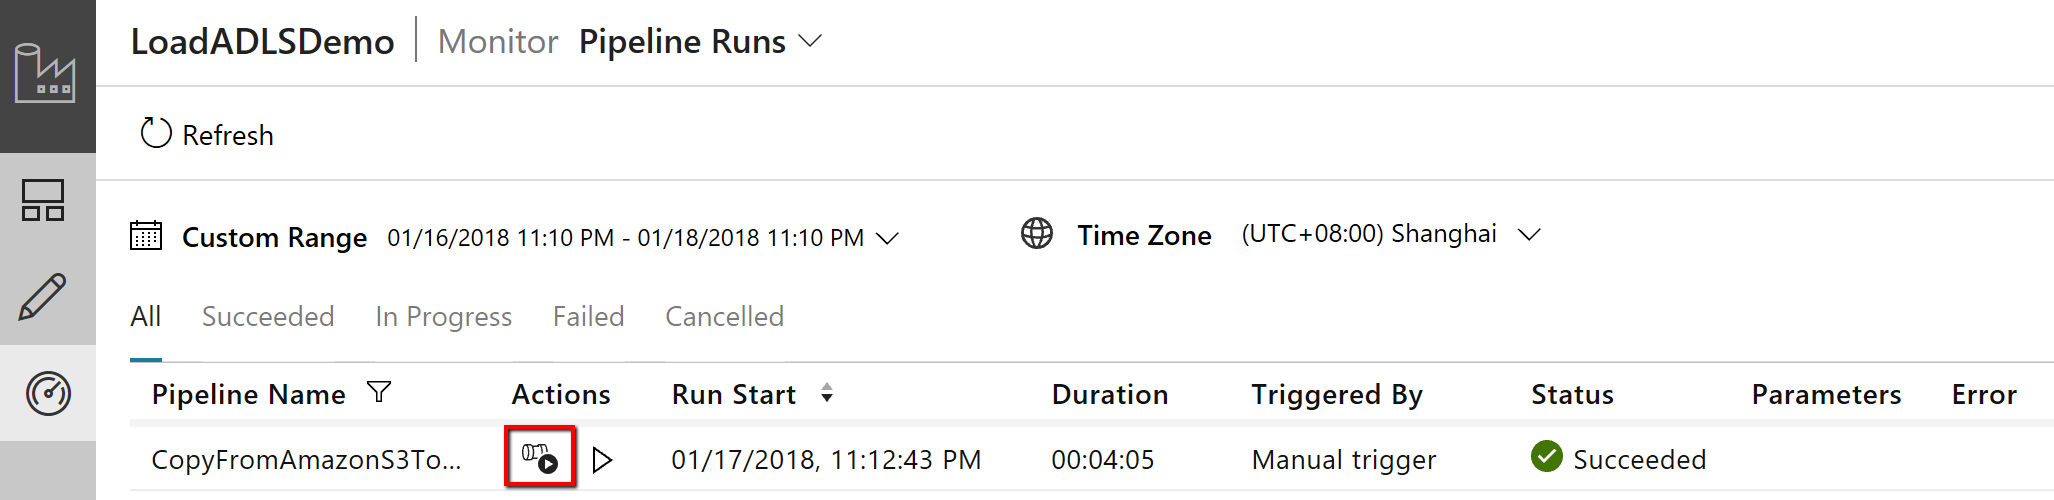 LoadADLSDemo Monitor Pipeline Runs
Refresh
Custom Range 01/16/2018 11:10 PM - 01/18/2018 11:10 PM Time Zone (UTC+08:00) Shanghai
All Succeeded In Progress Failed Cancelled
Pipeline Name Actions Run Start Duration Triggered By Status Parameters Error
CopyFromAmazonS3To... 01/17/2018, 11:12:43 PM 00:04:05 Manual trigger Succeeded